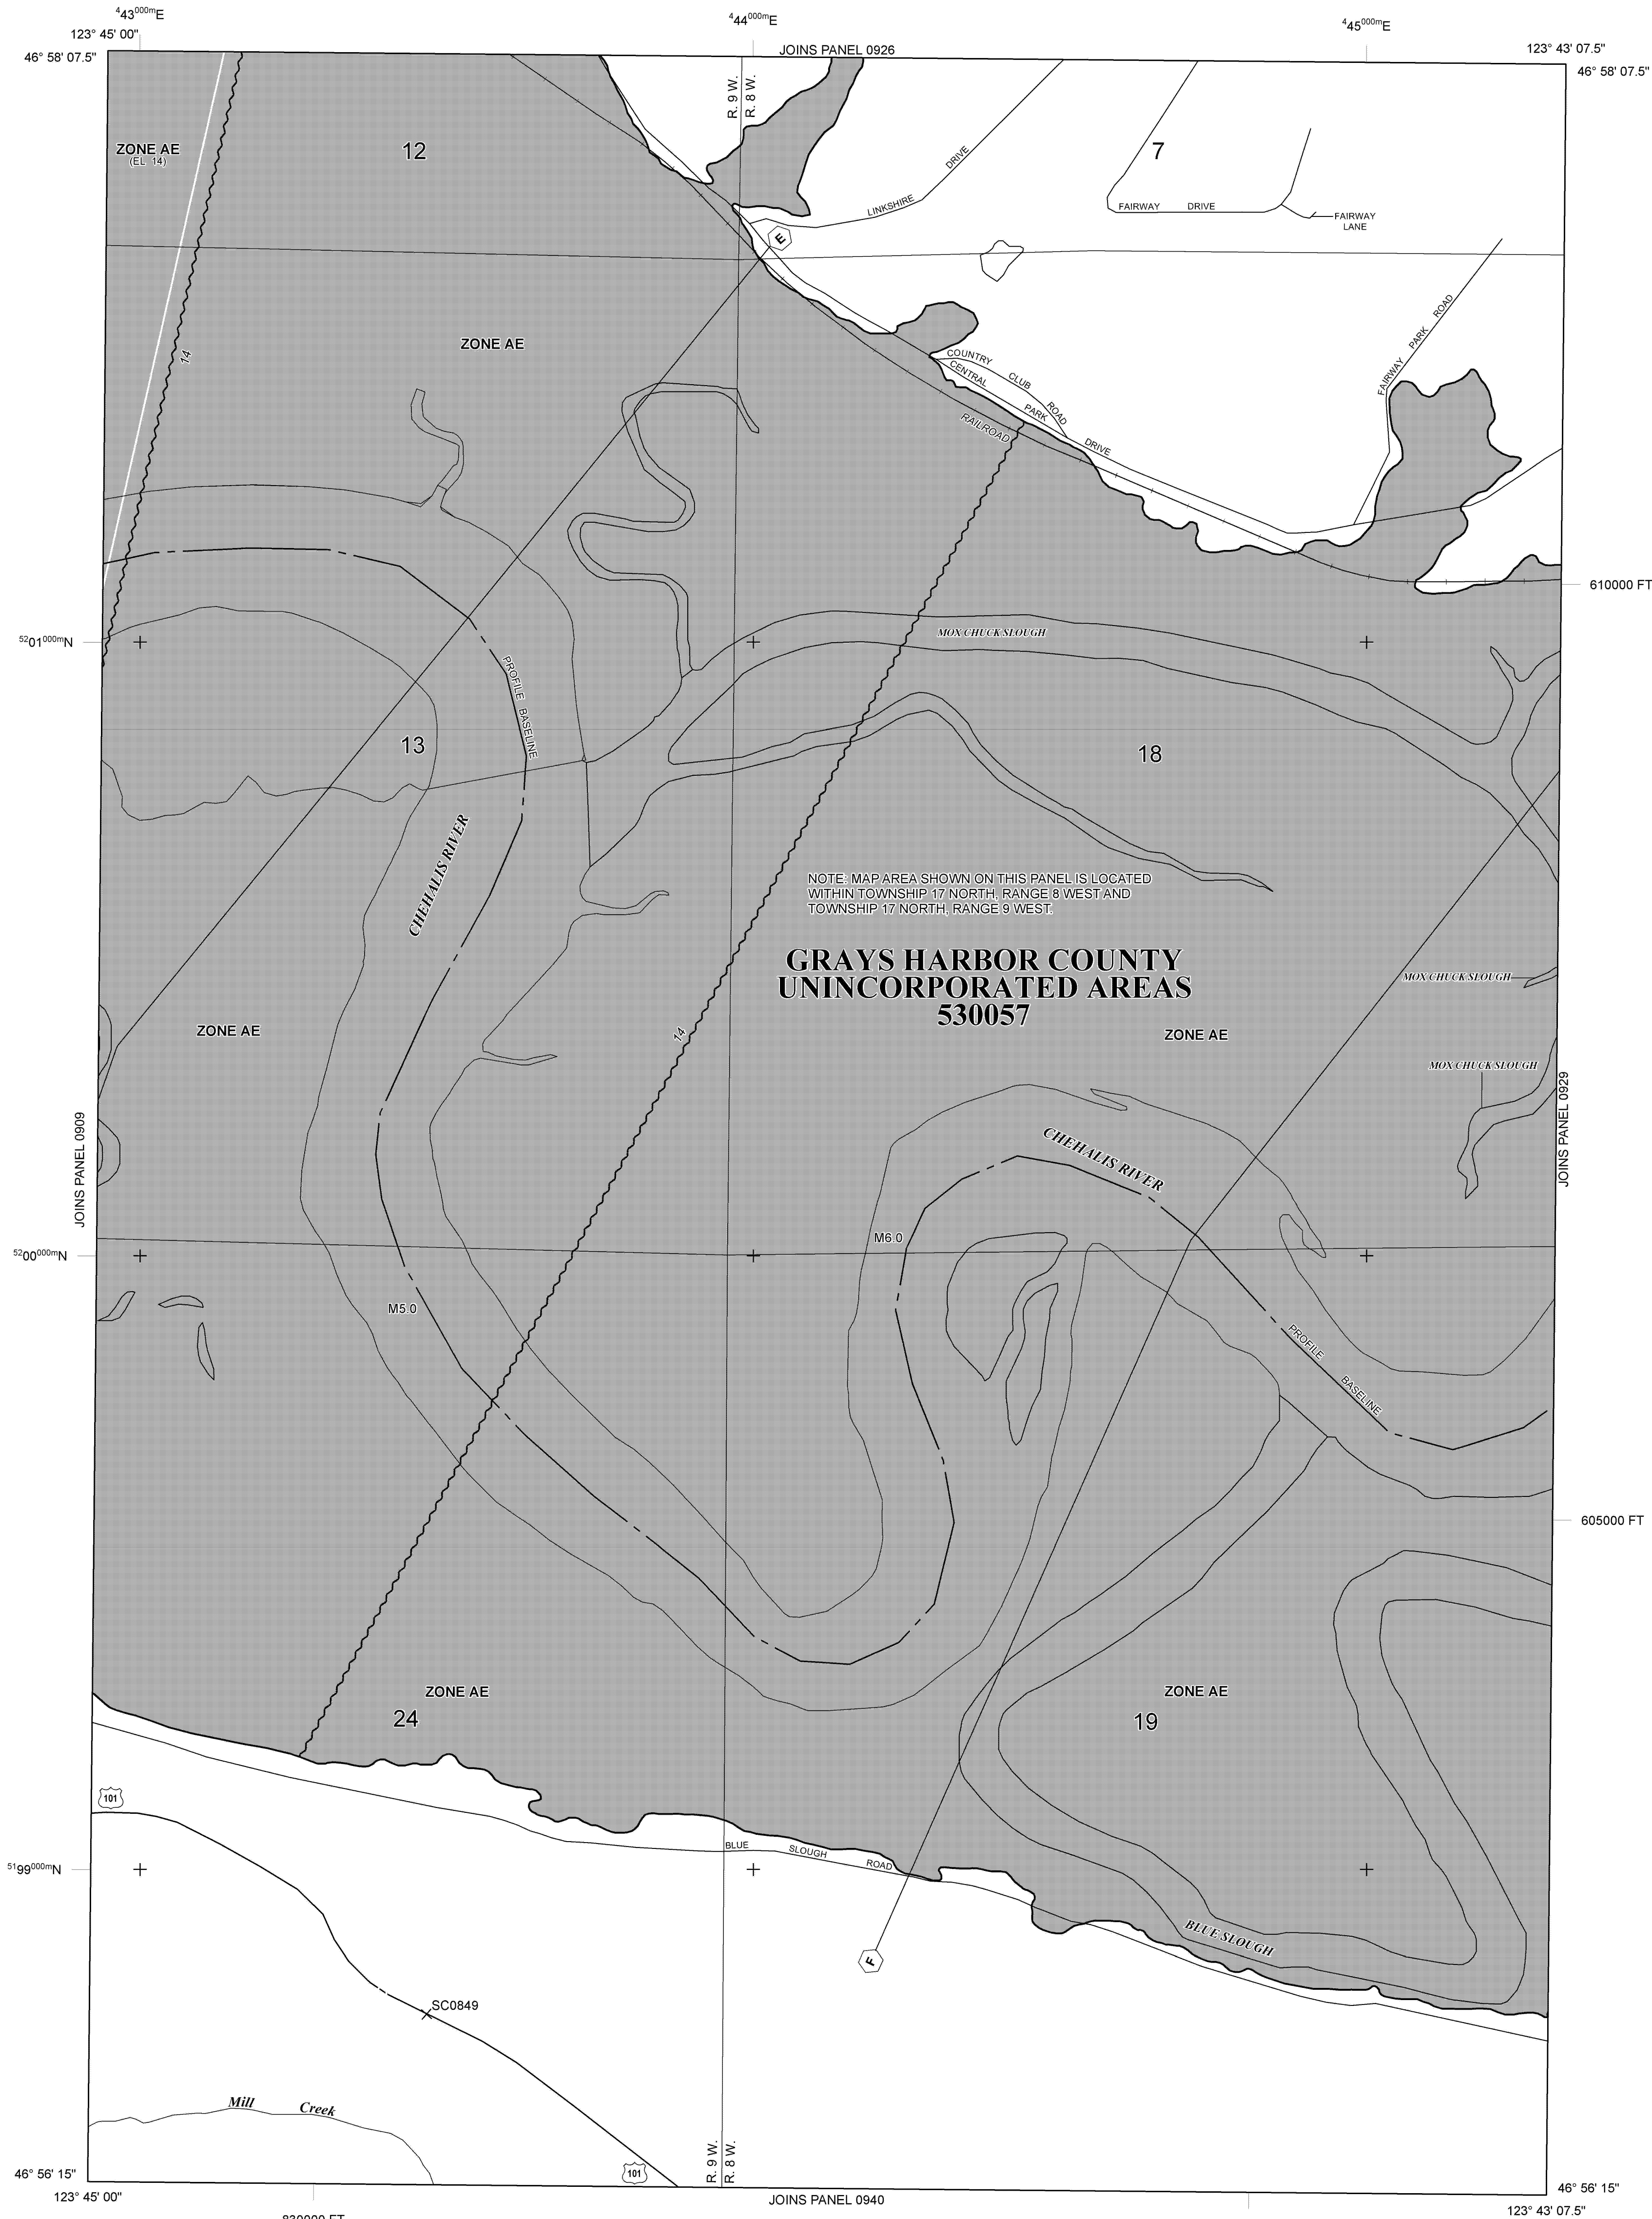 443000mE
444000mE
445000mE
123° 45' 00"
JOINS PANEL 0926
123° 43' 07.5"
46° 58' 07.5"
46° 58' 07.5"
R. 9 W.
R. 8 W.
ZONE AE
(EL 14)
12
7
LINKSHIRE DRIVE
FAIRWAY DRIVE
FAIRWAY
LANE
E
FAIRWAY PARK ROAD
14
ZONE AE
COUNTRY CLUB ROAD
CENTRAL PARK DRIVE
RAILROAD
610000 FT
5201000mN
MOX CHUCK SLOUGH
PROFILE BASELINE
13
18
CHEHALIS RIVER
NOTE: MAP AREA SHOWN ON THIS PANEL IS LOCATED
WITHIN TOWNSHIP 17 NORTH, RANGE 8 WEST AND
TOWNSHIP 17 NORTH, RANGE 9 WEST.
GRAYS HARBOR COUNTY
UNINCORPORATED AREAS
530057
MOX CHUCK SLOUGH
ZONE AE
14
ZONE AE
MOX CHUCK SLOUGH
JOINS PANEL 0909
JOINS PANEL 0929
CHEHALIS RIVER
M6.0
5200000mN
M5.0
PROFILE BASELINE
605000 FT
ZONE AE
ZONE AE
24
19
101
BLUE SLOUGH ROAD
5199000mN
BLUE SLOUGH
F
SC0849
Mill Creek
R. 9 W.
R. 8 W.
101
46° 56' 15"
46° 56' 15"
123° 45' 00"
JOINS PANEL 0940
123° 43' 07.5"
830000 FT